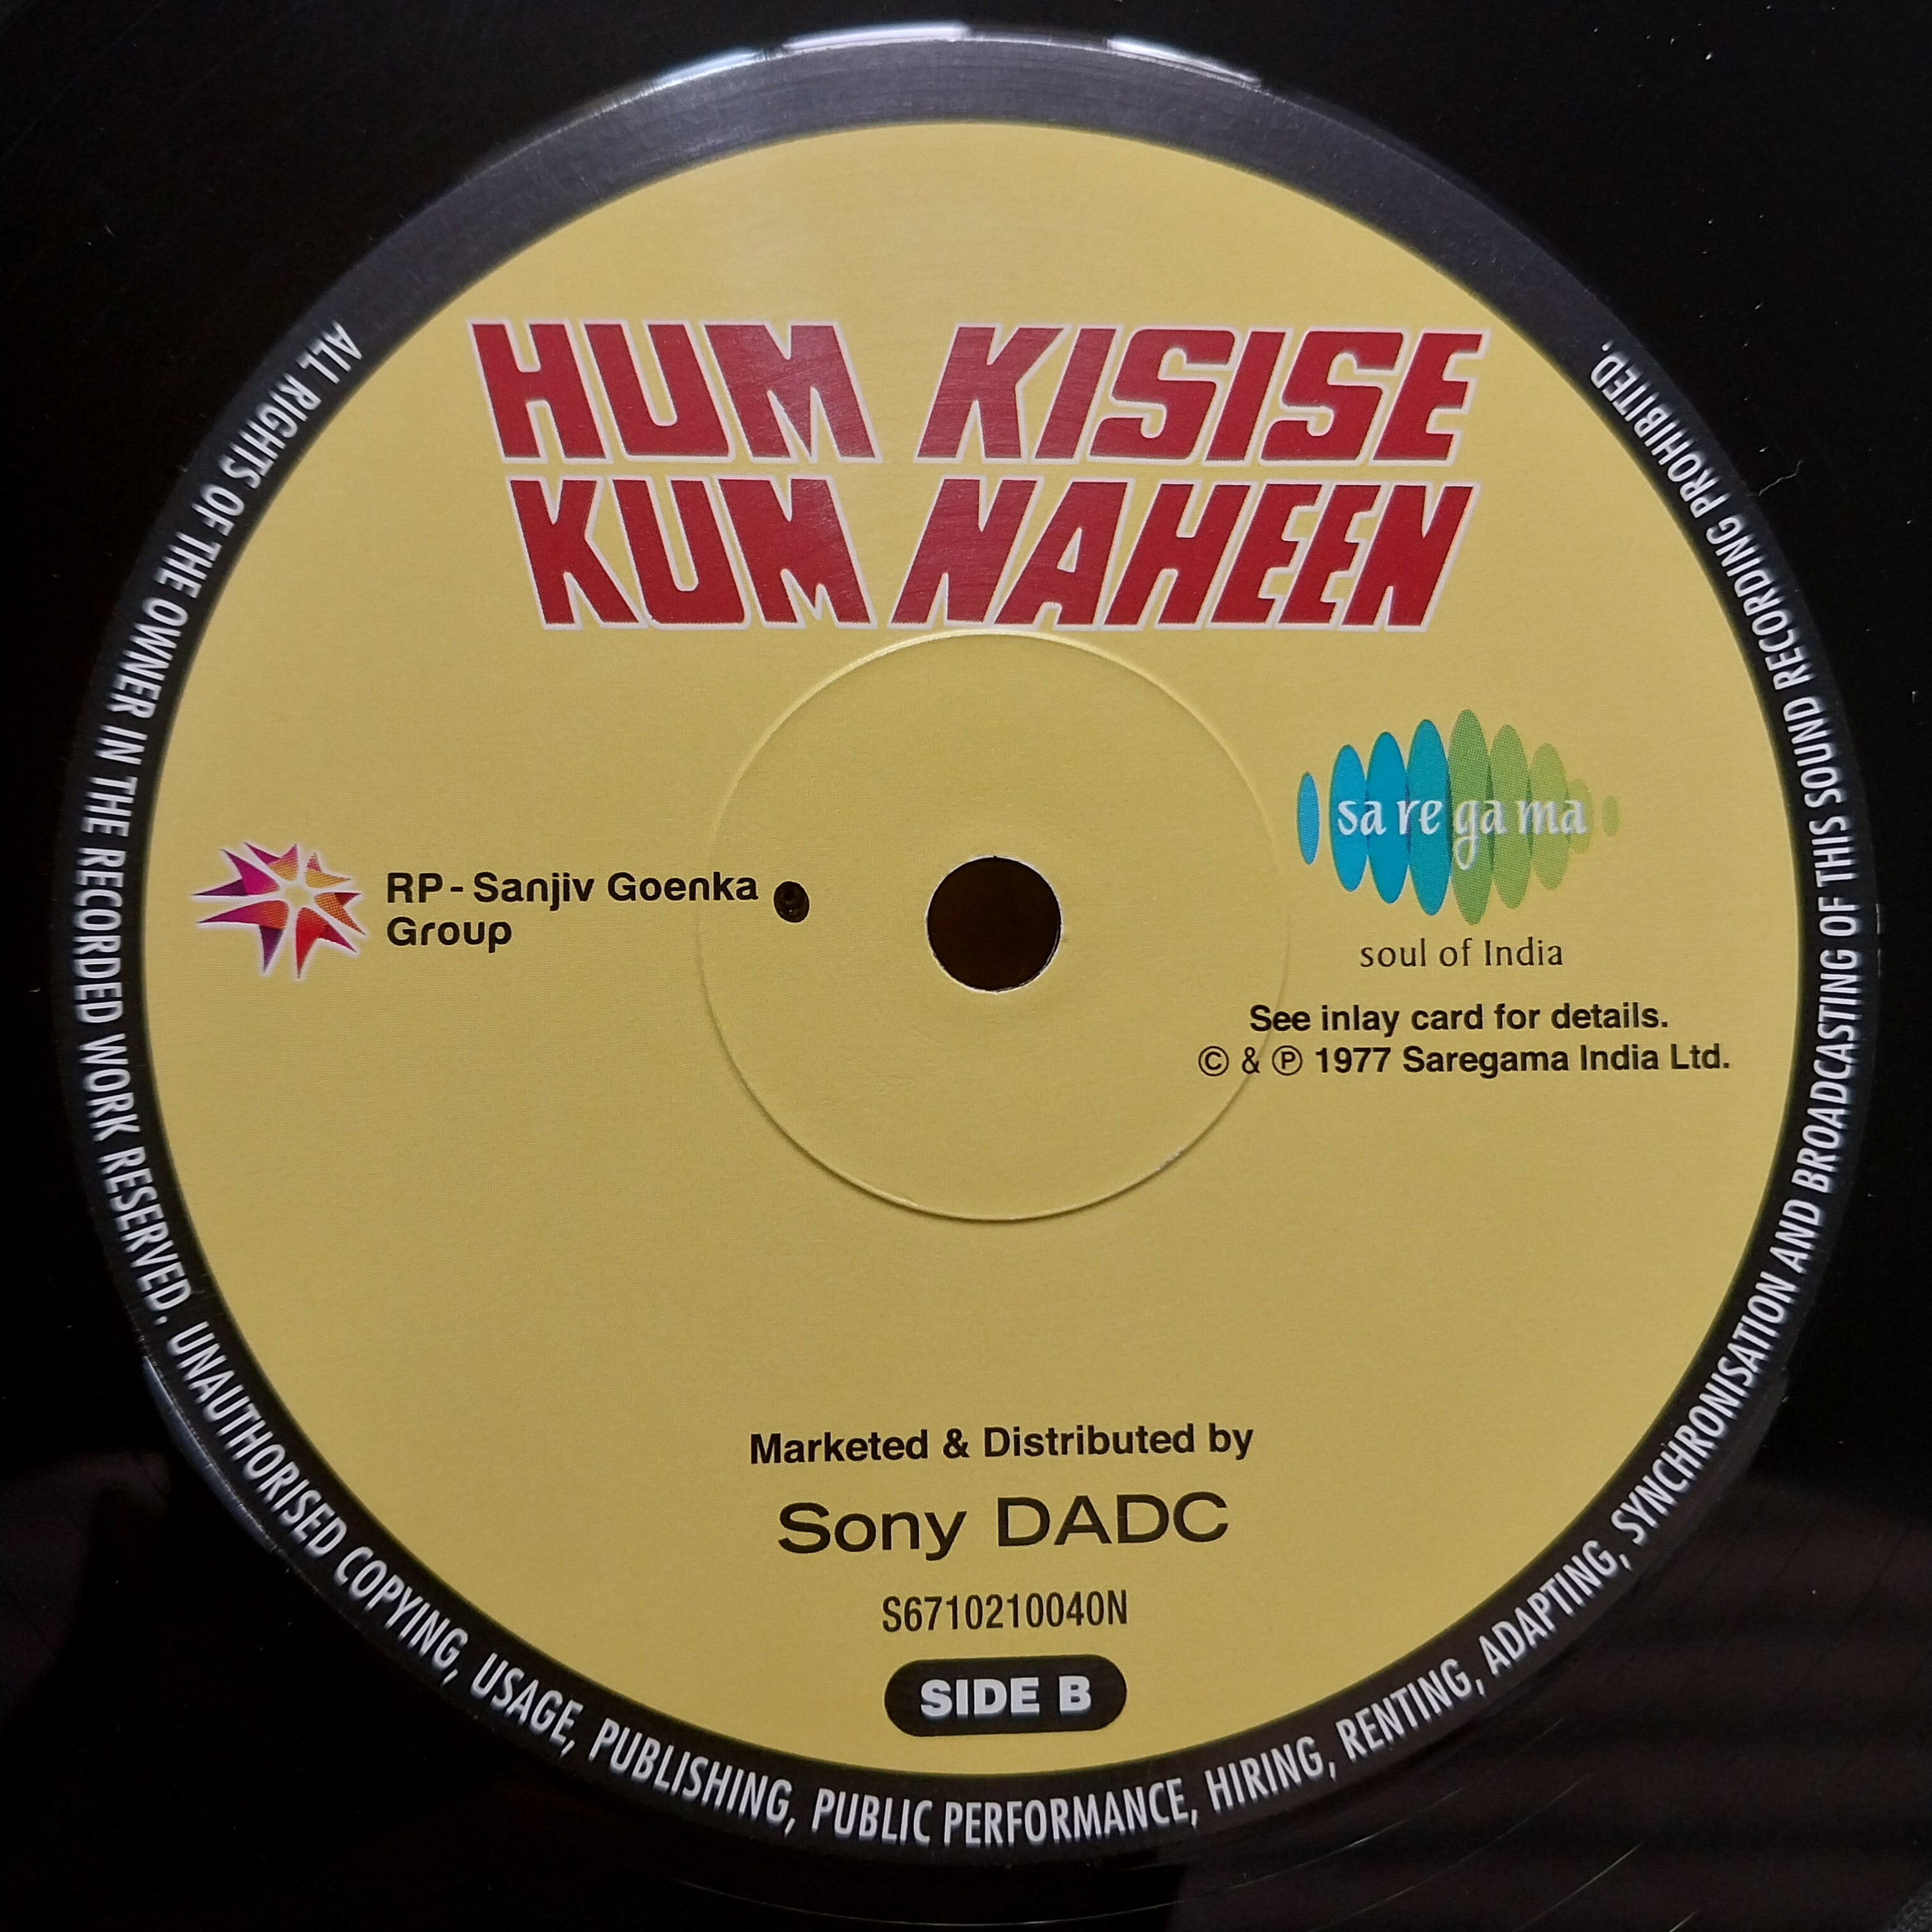 HUM KISISE
KUM NAHEEN
RP - Sanjiv Goenka
Group
sa re ga ma
soul of India
See inlay card for details.
© & ℗ 1977 Saregama India Ltd.
Marketed & Distributed by
Sony DADC
S6710210040N
SIDE B
ALL RIGHTS OF THE OWNER IN THE RECORDED WORK RESERVED. UNAUTHORISED COPYING, USAGE, PUBLISHING, PUBLIC PERFORMANCE, HIRING, RENTING, ADAPTING, SYNCHRONISATION AND BROADCASTING OF THIS SOUND RECORDING PROHIBITED.